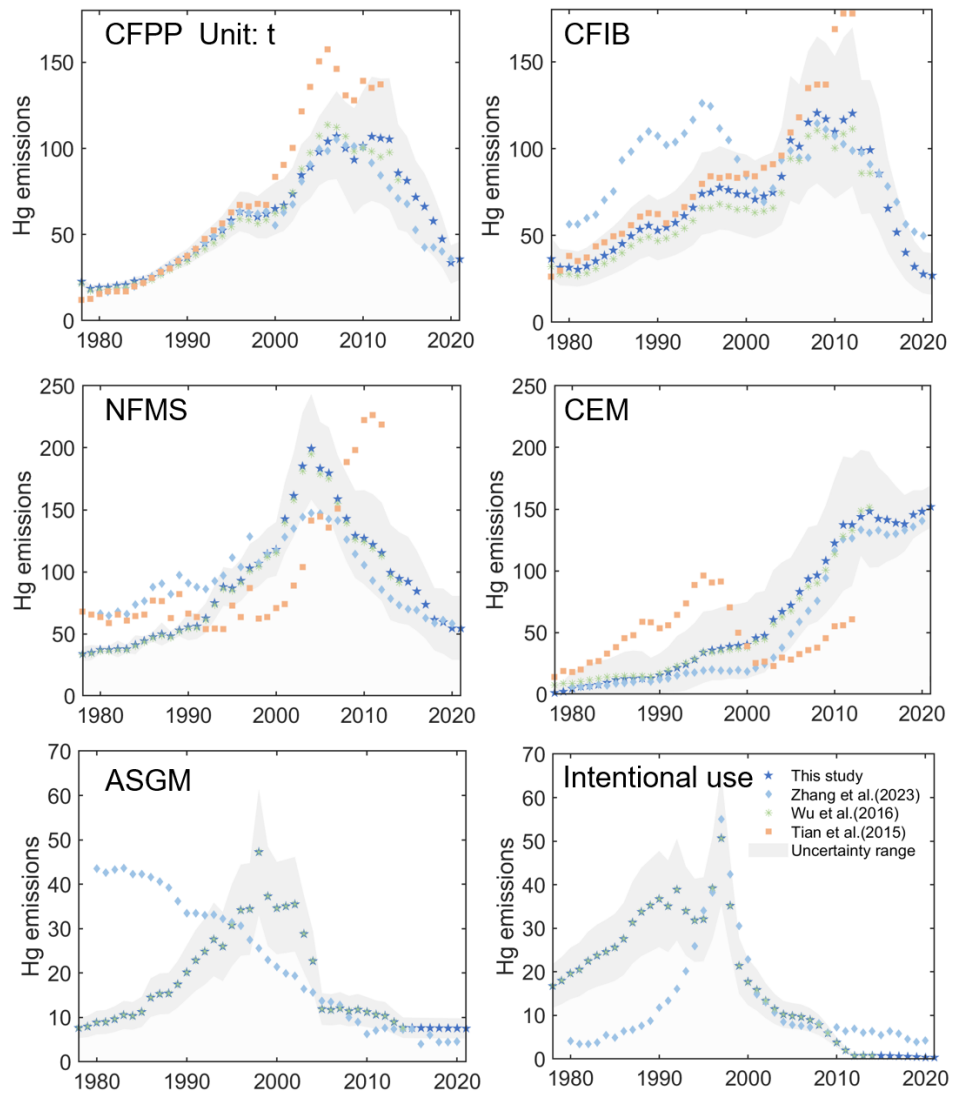 CFPP Unit: t
Hg emissions
150
100
50
0
1980 1990 2000 2010 2020
CFIB
Hg emissions
150
100
50
0
1980 1990 2000 2010 2020
NFMS
Hg emissions
250
200
150
100
50
0
1980 1990 2000 2010 2020
CEM
Hg emissions
250
200
150
100
50
0
1980 1990 2000 2010 2020
ASGM
Hg emissions
70
60
50
40
30
20
10
0
1980 1990 2000 2010 2020
Intentional use
Hg emissions
70
60
50
40
30
20
10
0
This study
Zhang et al.(2023)
Wu et al.(2016)
Tian et al.(2015)
Uncertainty range
1980 1990 2000 2010 2020